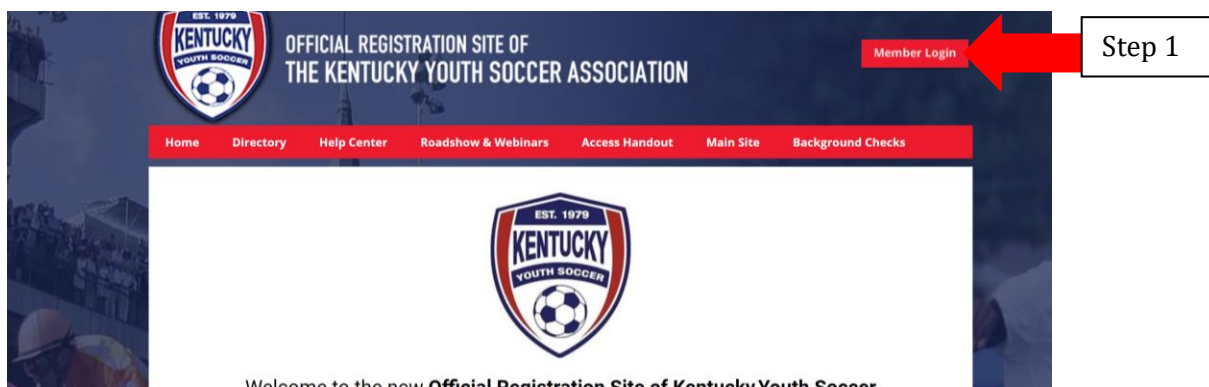 EST. 1979
KENTUCKY
YOUTH SOCCER
OFFICIAL REGISTRATION SITE OF
THE KENTUCKY YOUTH SOCCER ASSOCIATION
Member Login
Step 1
Home Directory Help Center Roadshow & Webinars Access Handout Main Site Background Checks
EST. 1979
KENTUCKY
YOUTH SOCCER
Welcome to the new Official Registration Site of Kentucky Youth Soccer